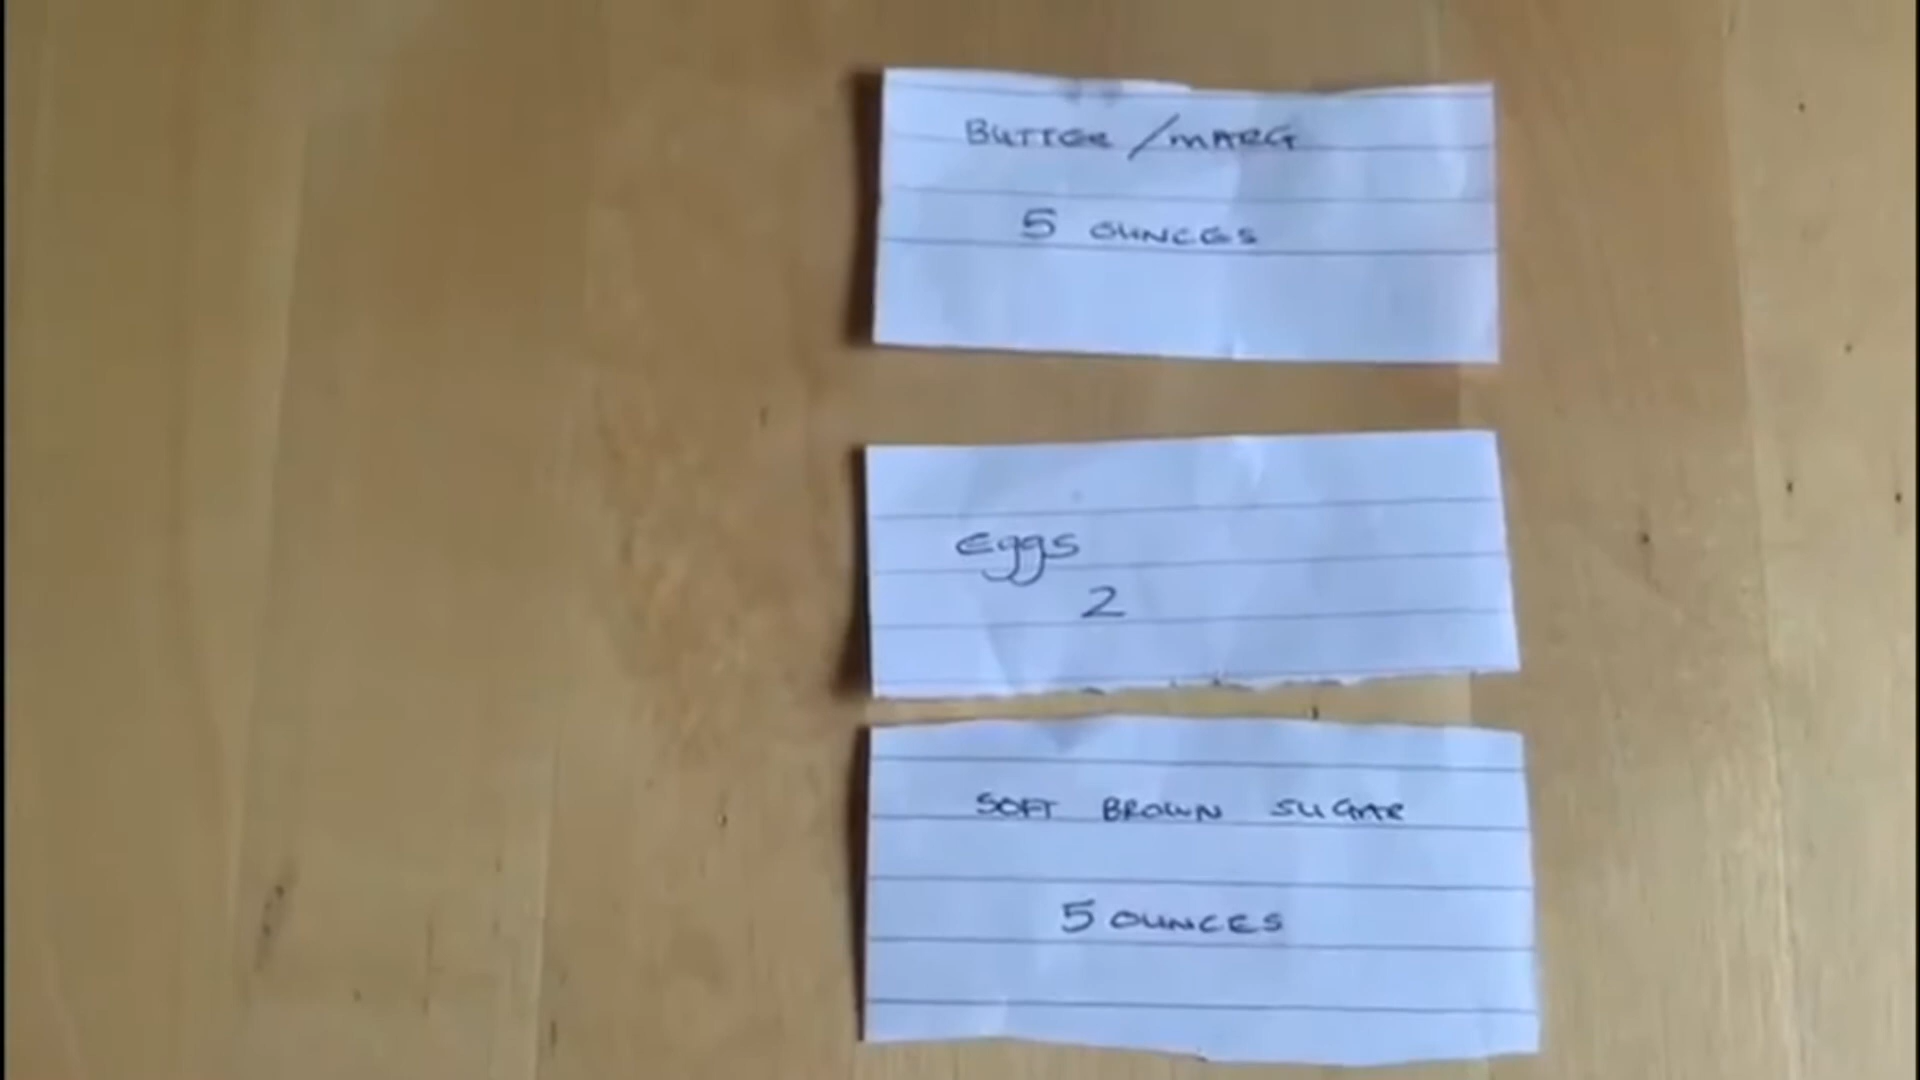 BUTTER / MARG
5 OUNCES
eggs
2
SOFT BROWN SUGAR
5 OUNCES